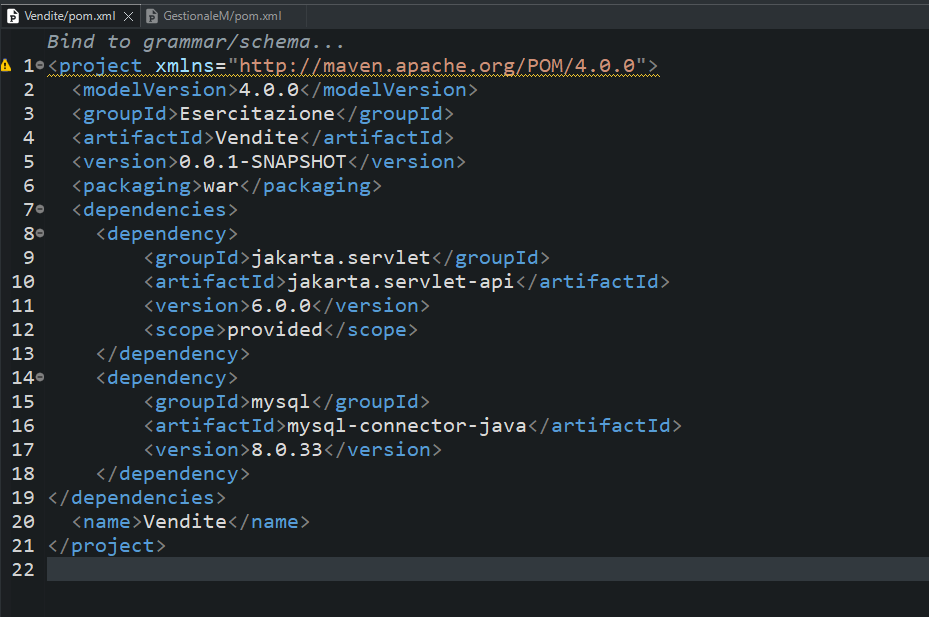 Vendite/pom.xml GestionaleM/pom.xml
Bind to grammar/schema...
1 <project xmlns="http://maven.apache.org/POM/4.0.0">
2   <modelVersion>4.0.0</modelVersion>
3   <groupId>Esercitazione</groupId>
4   <artifactId>Vendite</artifactId>
5   <version>0.0.1-SNAPSHOT</version>
6   <packaging>war</packaging>
7   <dependencies>
8     <dependency>
9         <groupId>jakarta.servlet</groupId>
10         <artifactId>jakarta.servlet-api</artifactId>
11         <version>6.0.0</version>
12         <scope>provided</scope>
13     </dependency>
14     <dependency>
15         <groupId>mysql</groupId>
16         <artifactId>mysql-connector-java</artifactId>
17         <version>8.0.33</version>
18     </dependency>
19 </dependencies>
20   <name>Vendite</name>
21 </project>
22